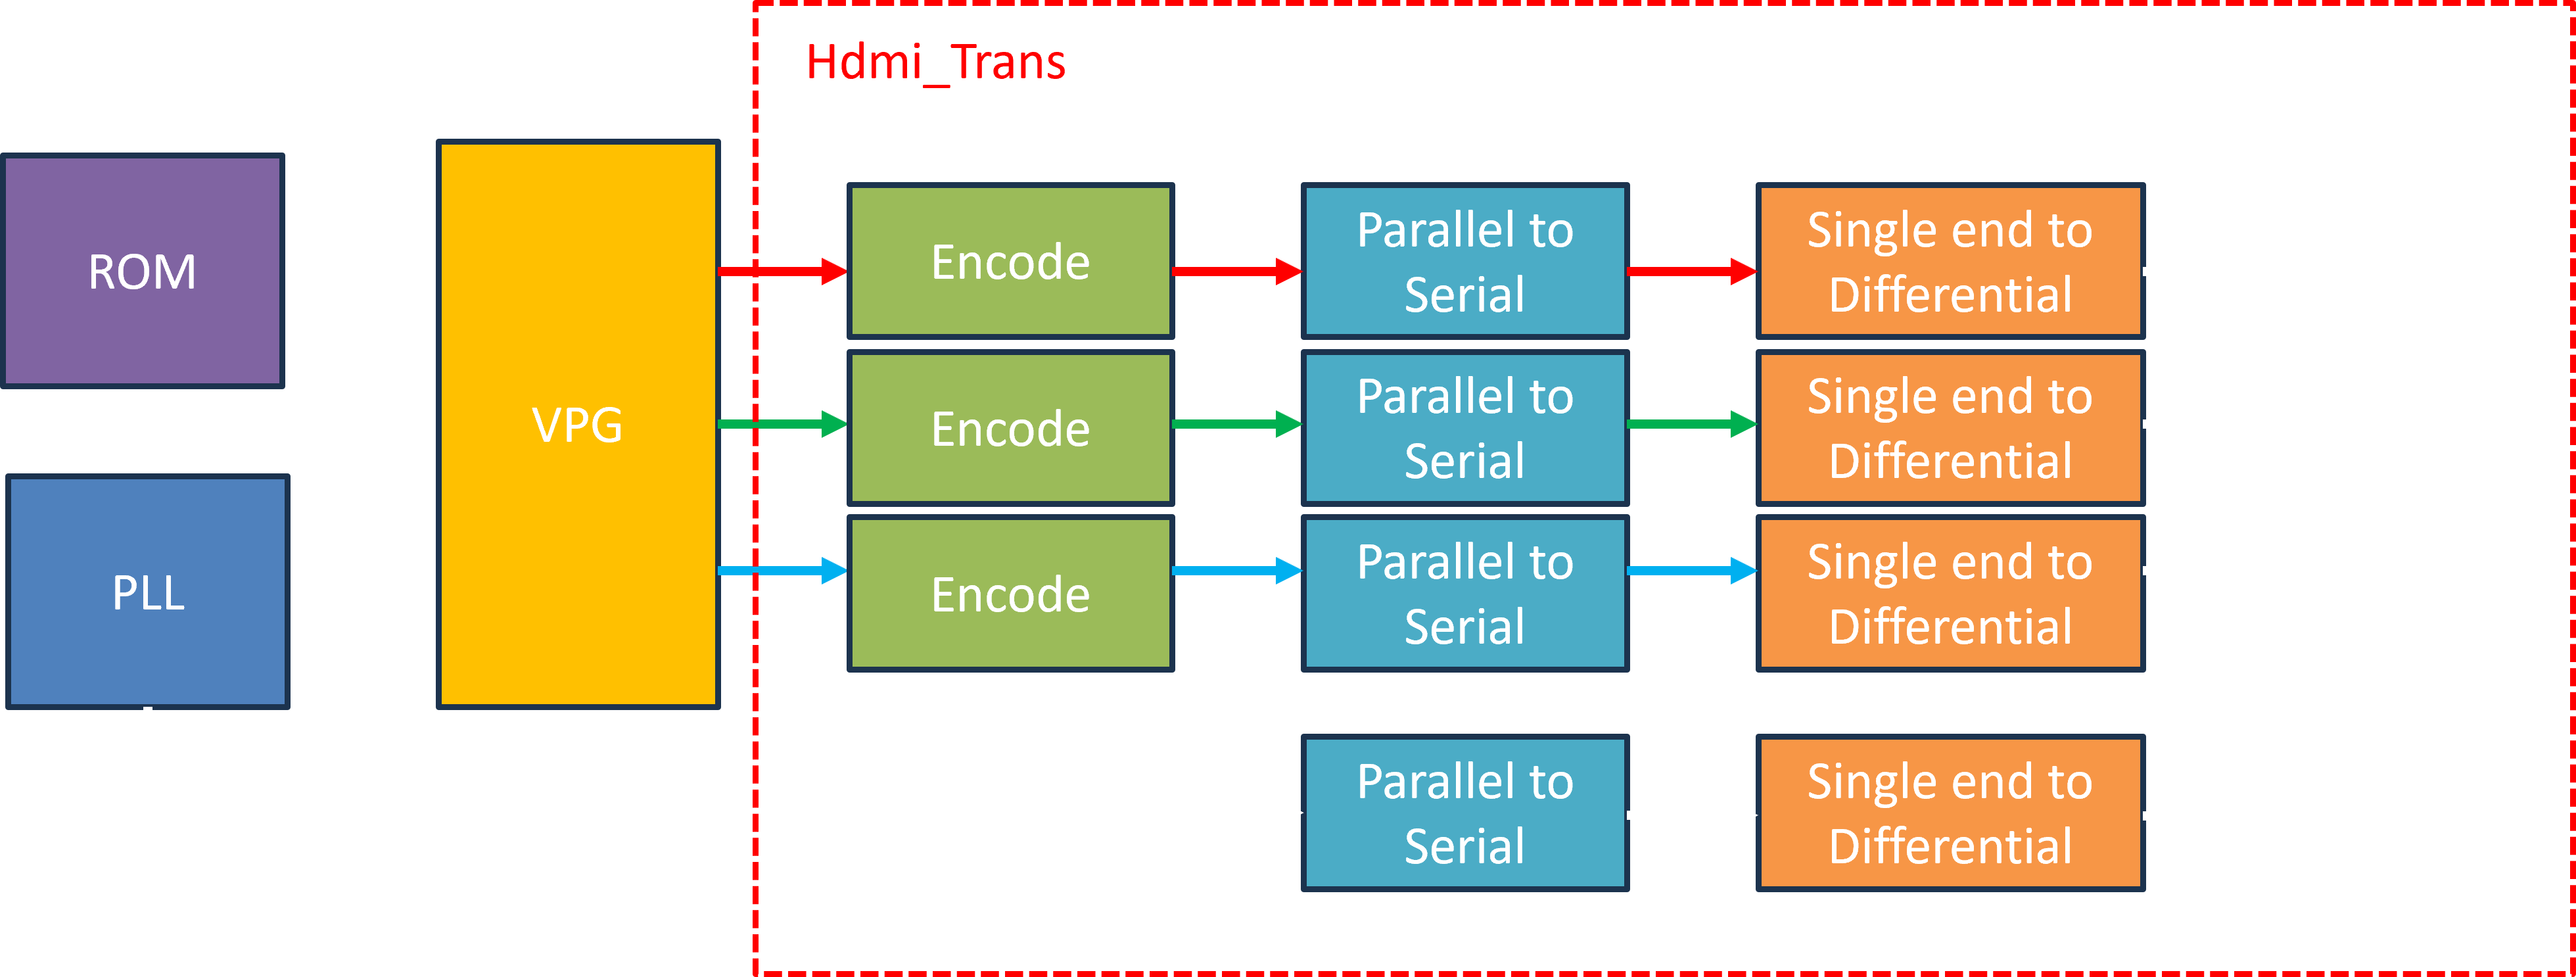 Hdmi_Trans
ROM
PLL
VPG
Encode
Parallel to
Serial
Single end to
Differential
Encode
Parallel to
Serial
Single end to
Differential
Encode
Parallel to
Serial
Single end to
Differential
Parallel to
Serial
Single end to
Differential